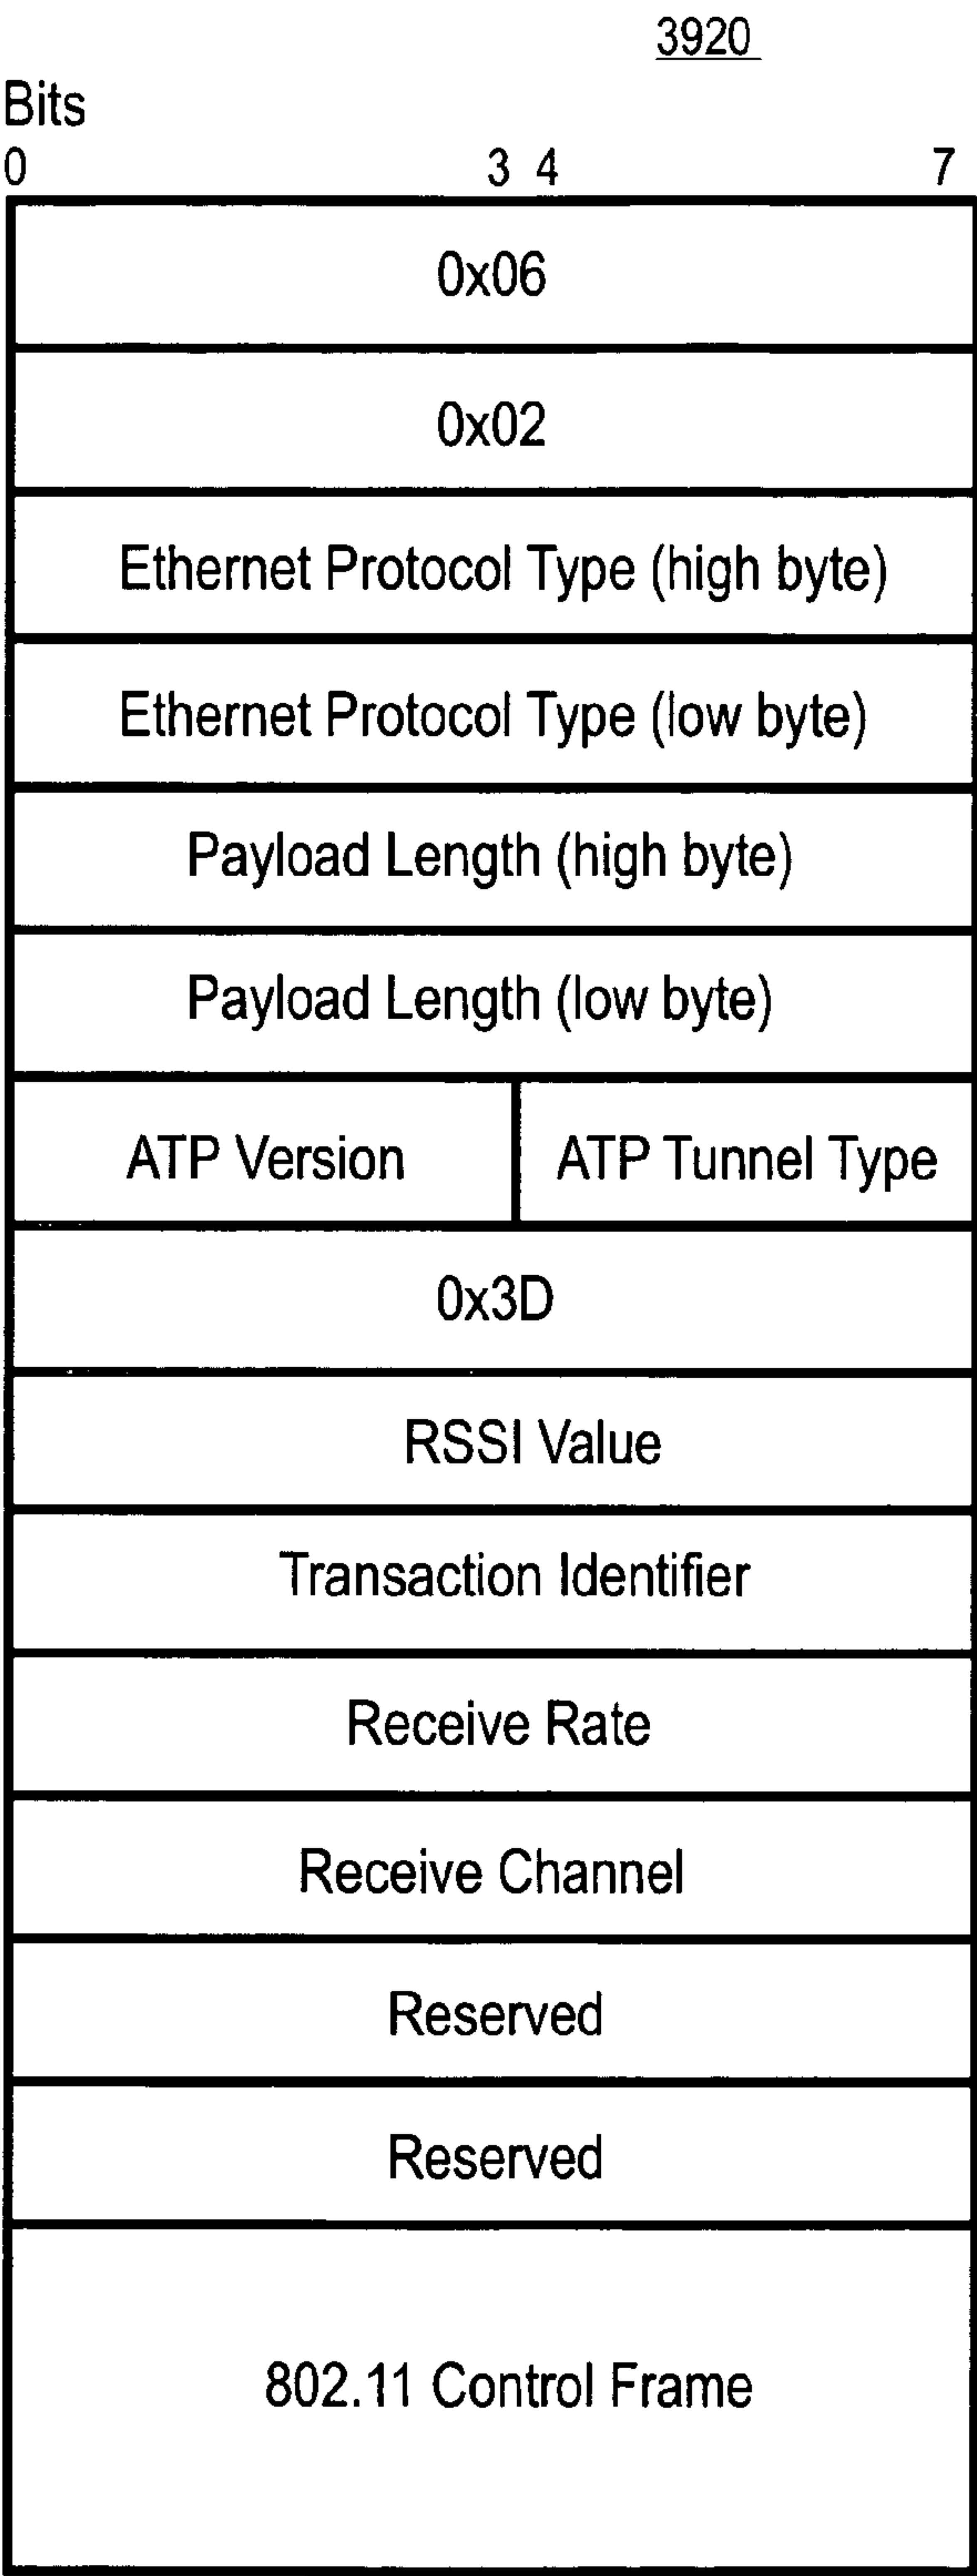 3920
Bits
0 3 4 7
0x06
0x02
Ethernet Protocol Type (high byte)
Ethernet Protocol Type (low byte)
Payload Length (high byte)
Payload Length (low byte)
ATP Version ATP Tunnel Type
0x3D
RSSI Value
Transaction Identifier
Receive Rate
Receive Channel
Reserved
Reserved
802.11 Control Frame